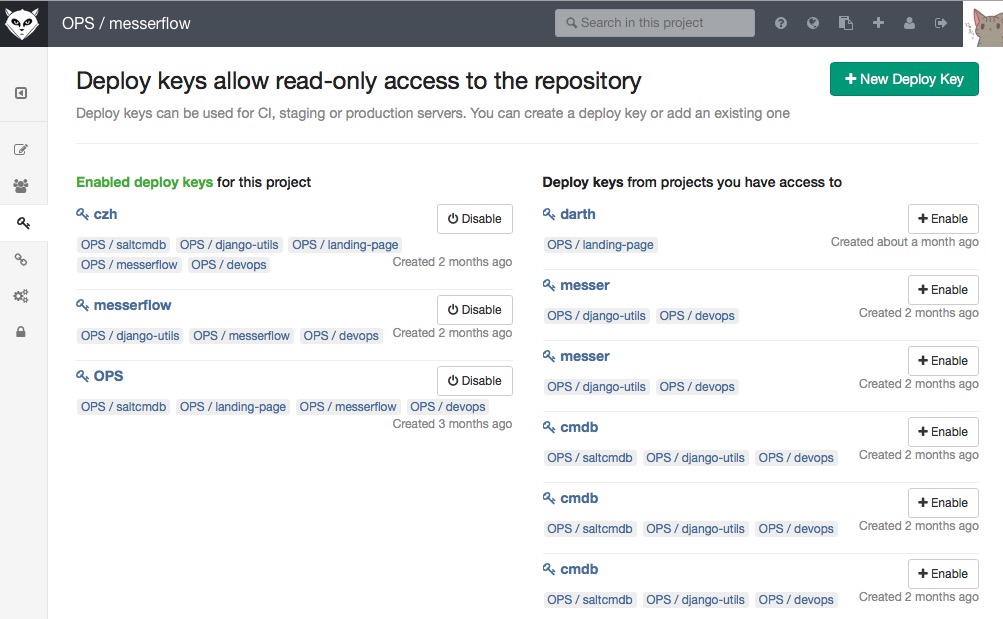 OPS / messerflow
Search in this project
Deploy keys allow read-only access to the repository
New Deploy Key
Deploy keys can be used for CI, staging or production servers. You can create a deploy key or add an existing one
Enabled deploy keys for this project
czh
Disable
OPS / saltcmdb OPS / django-utils OPS / landing-page
OPS / messerflow OPS / devops
Created 2 months ago
messerflow
Disable
OPS / django-utils OPS / messerflow OPS / devops
Created 2 months ago
OPS
Disable
OPS / saltcmdb OPS / landing-page OPS / messerflow OPS / devops
Created 3 months ago
Deploy keys from projects you have access to
darth
Enable
OPS / landing-page
Created about a month ago
messer
Enable
OPS / django-utils OPS / devops
Created 2 months ago
messer
Enable
OPS / django-utils OPS / devops
Created 2 months ago
cmdb
Enable
OPS / saltcmdb OPS / django-utils OPS / devops
Created 2 months ago
cmdb
Enable
OPS / saltcmdb OPS / django-utils OPS / devops
Created 2 months ago
cmdb
Enable
OPS / saltcmdb OPS / django-utils OPS / devops
Created 2 months ago